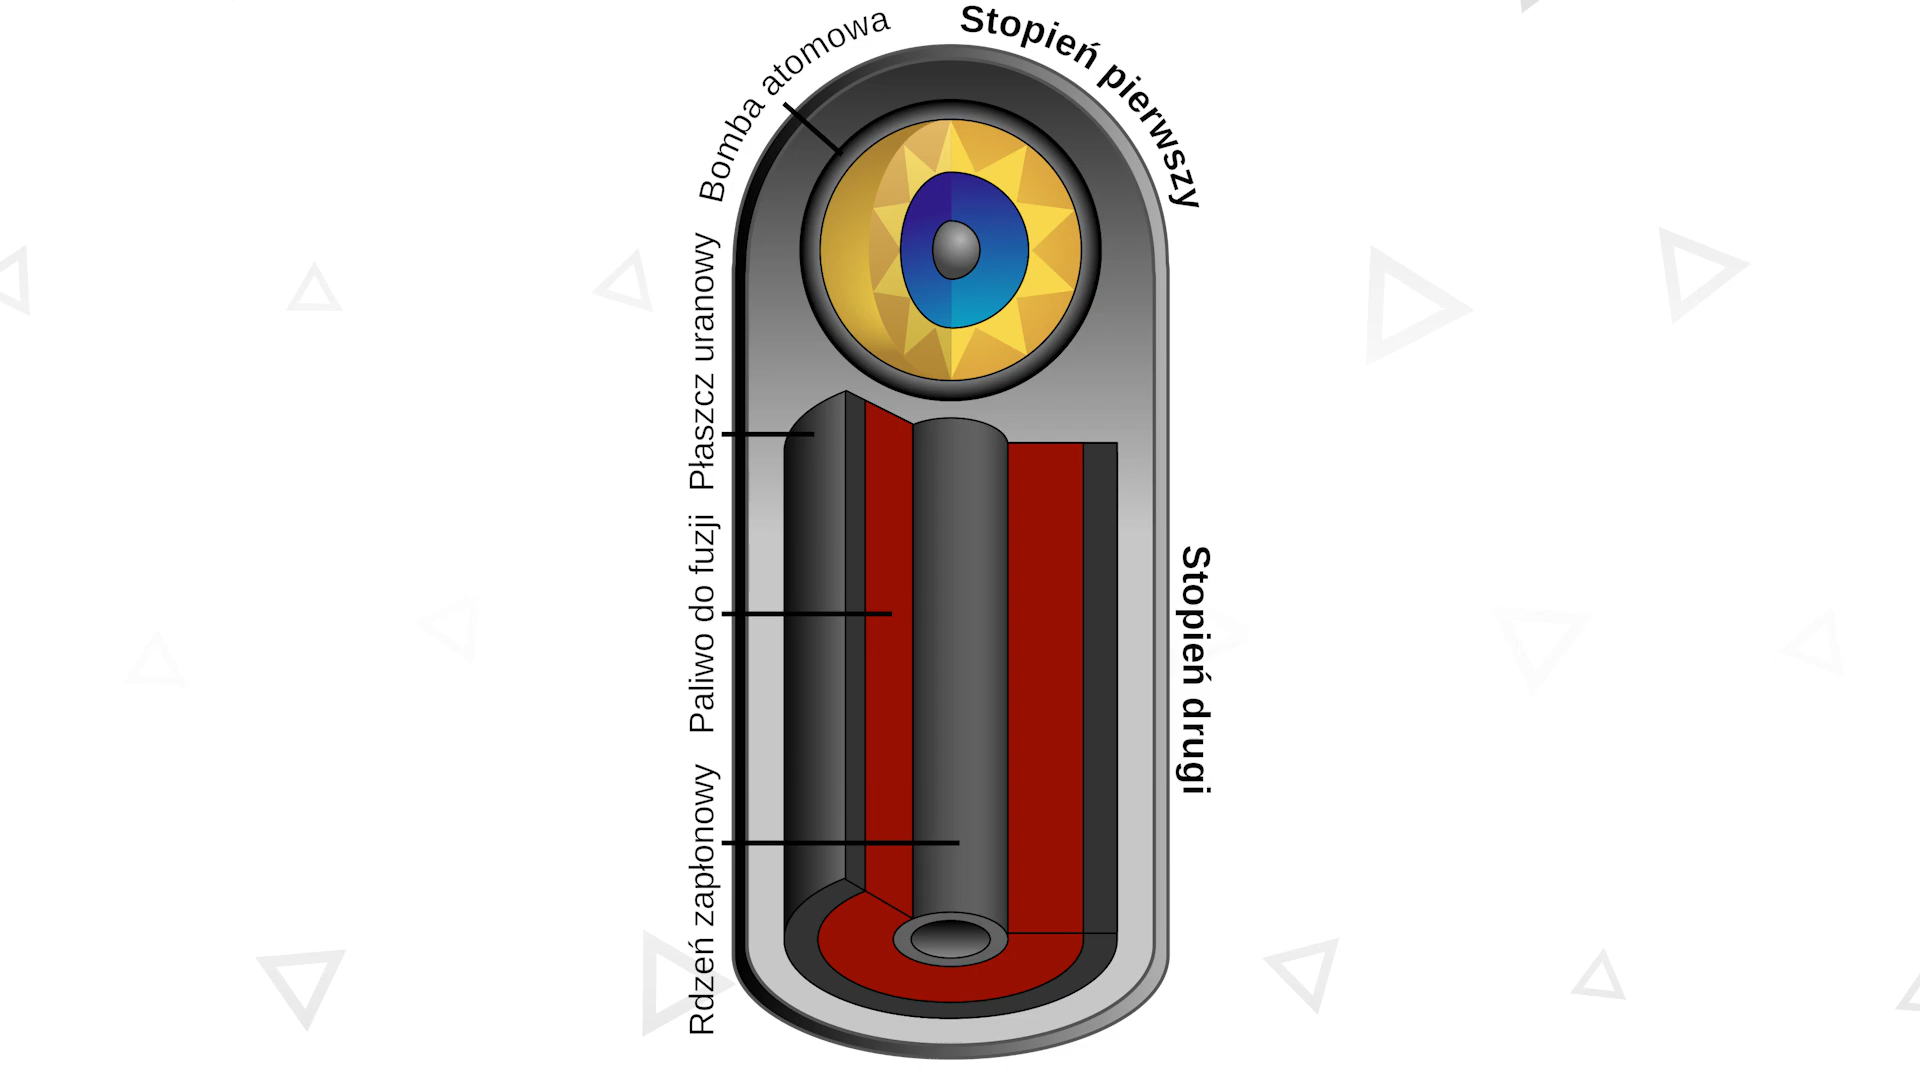 Stopień pierwszy
Bomba atomowa
Płaszcz uranowy
Paliwo do fuzji
Rdzeń zapłonowy
Stopień drugi